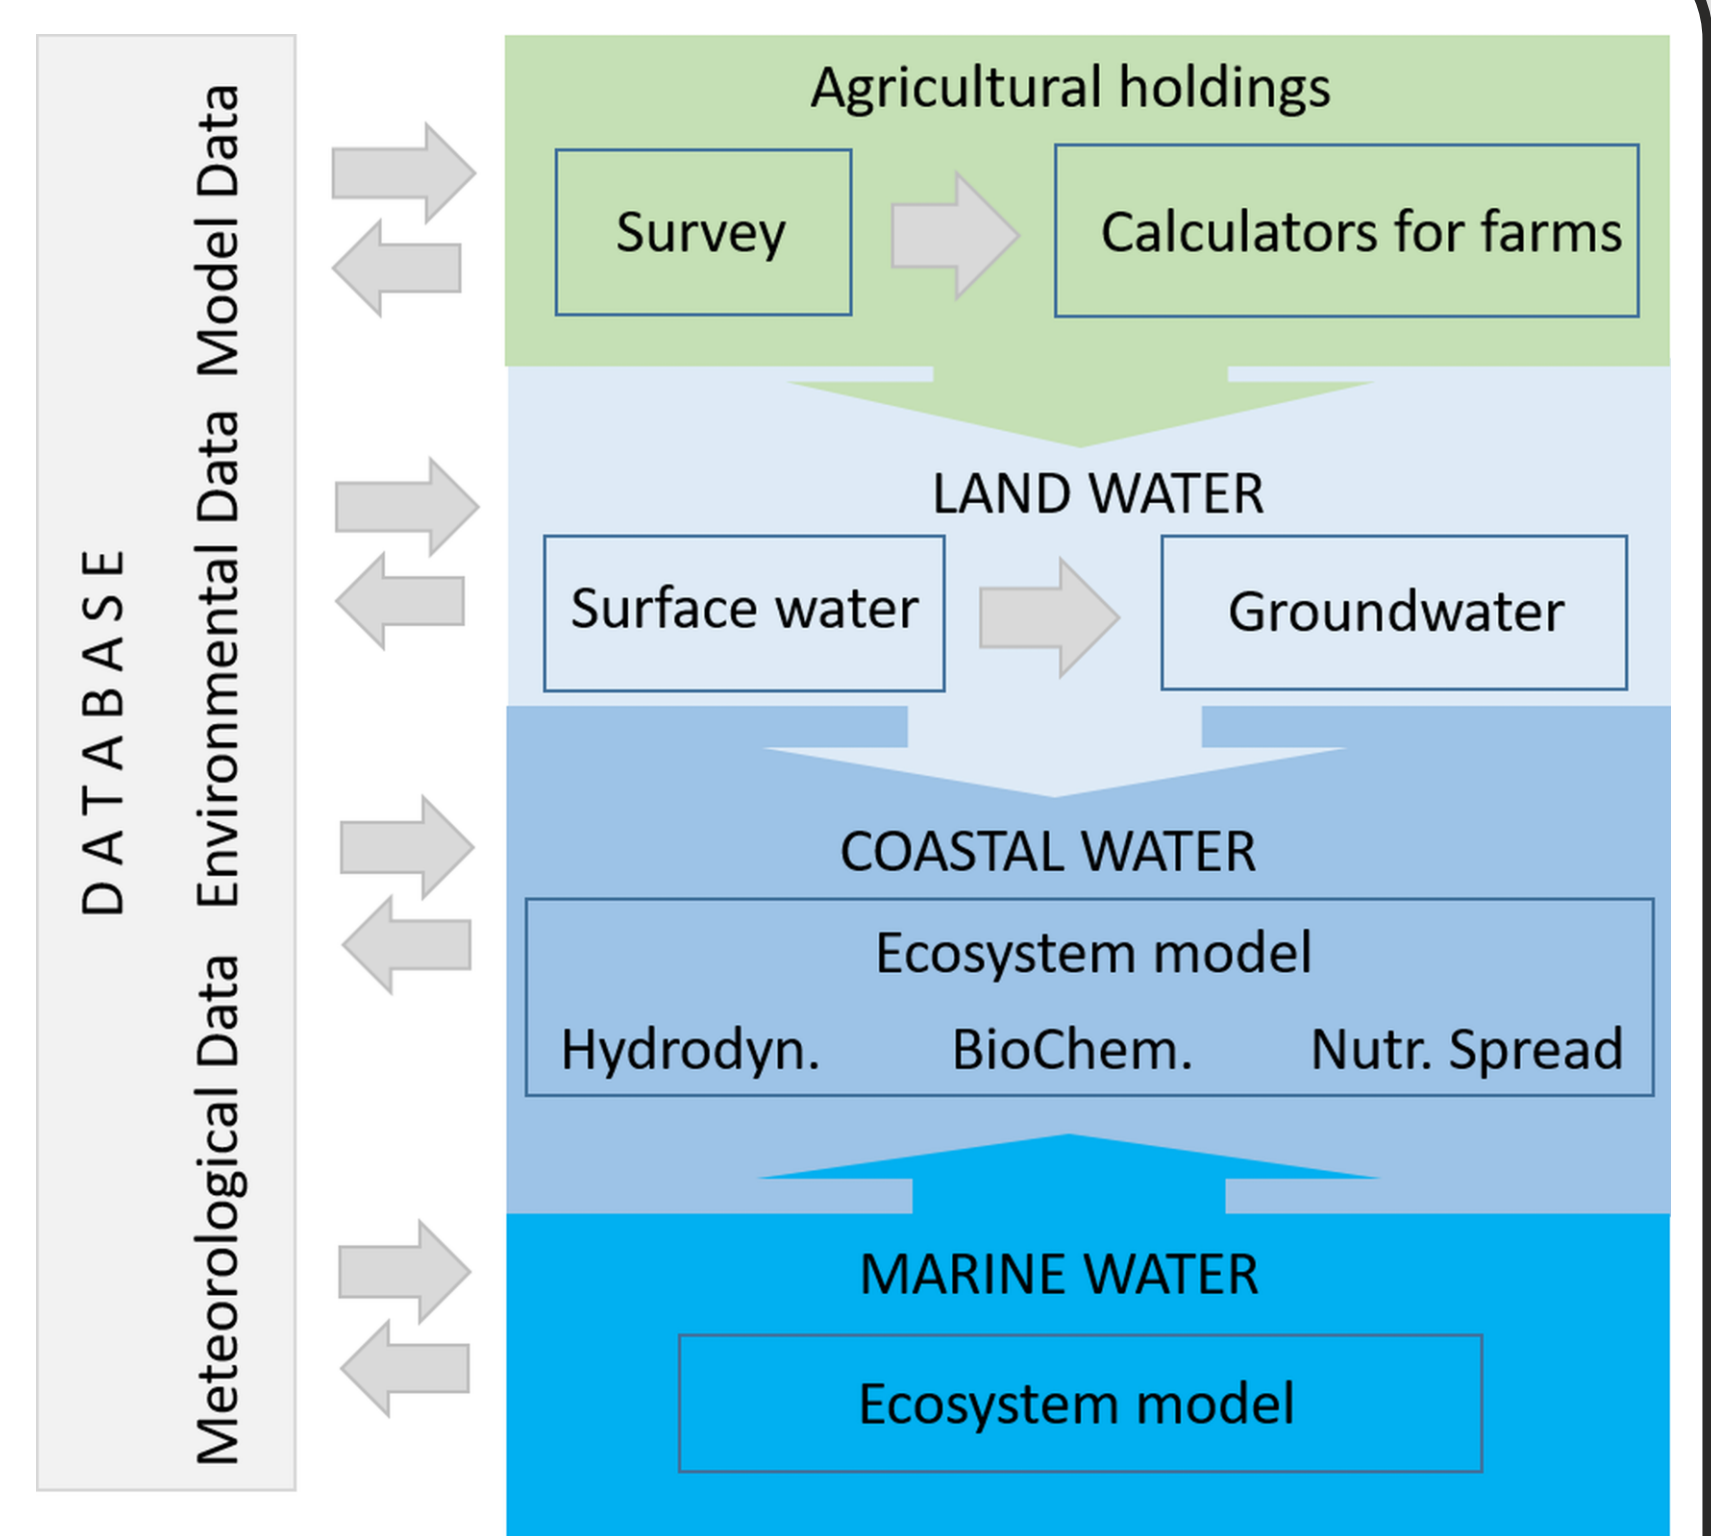 DATABASE
Meteorological Data Environmental Data Model Data
Agricultural holdings
Survey
Calculators for farms
LAND WATER
Surface water
Groundwater
COASTAL WATER
Ecosystem model
Hydrodyn. BioChem. Nutr. Spread
MARINE WATER
Ecosystem model